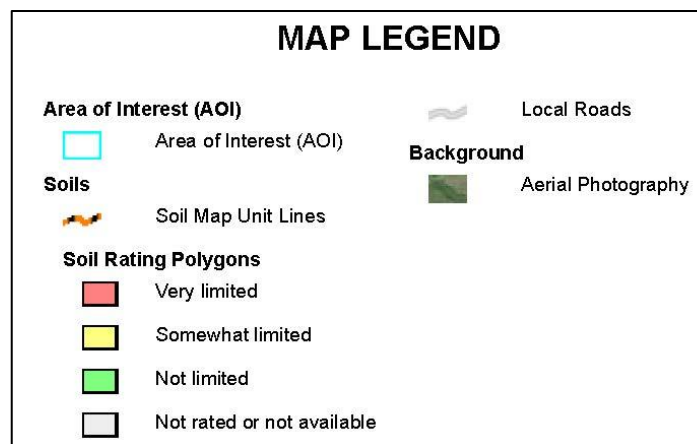 MAP LEGEND
Area of Interest (AOI)
Area of Interest (AOI)
Soils
Soil Map Unit Lines
Soil Rating Polygons
Very limited
Somewhat limited
Not limited
Not rated or not available
Local Roads
Background
Aerial Photography